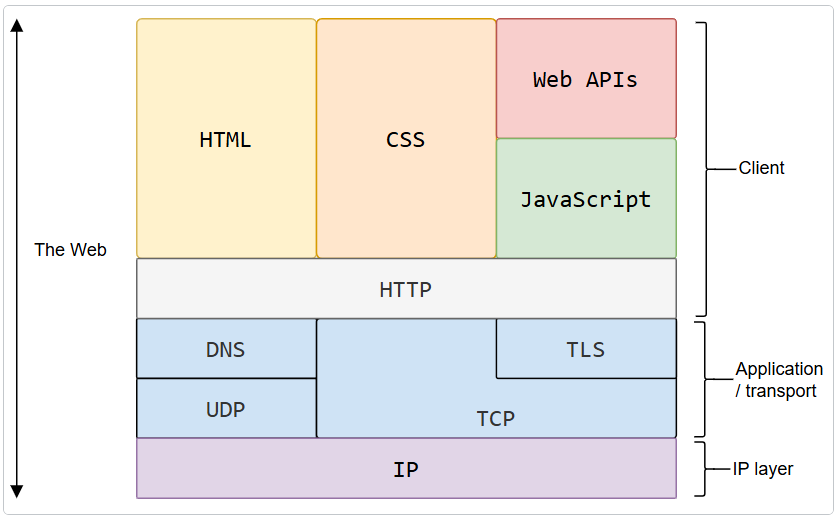 HTML
CSS
Web APIs
JavaScript
Client
The Web
HTTP
DNS
TLS
UDP
TCP
Application
/ transport
IP
IP layer